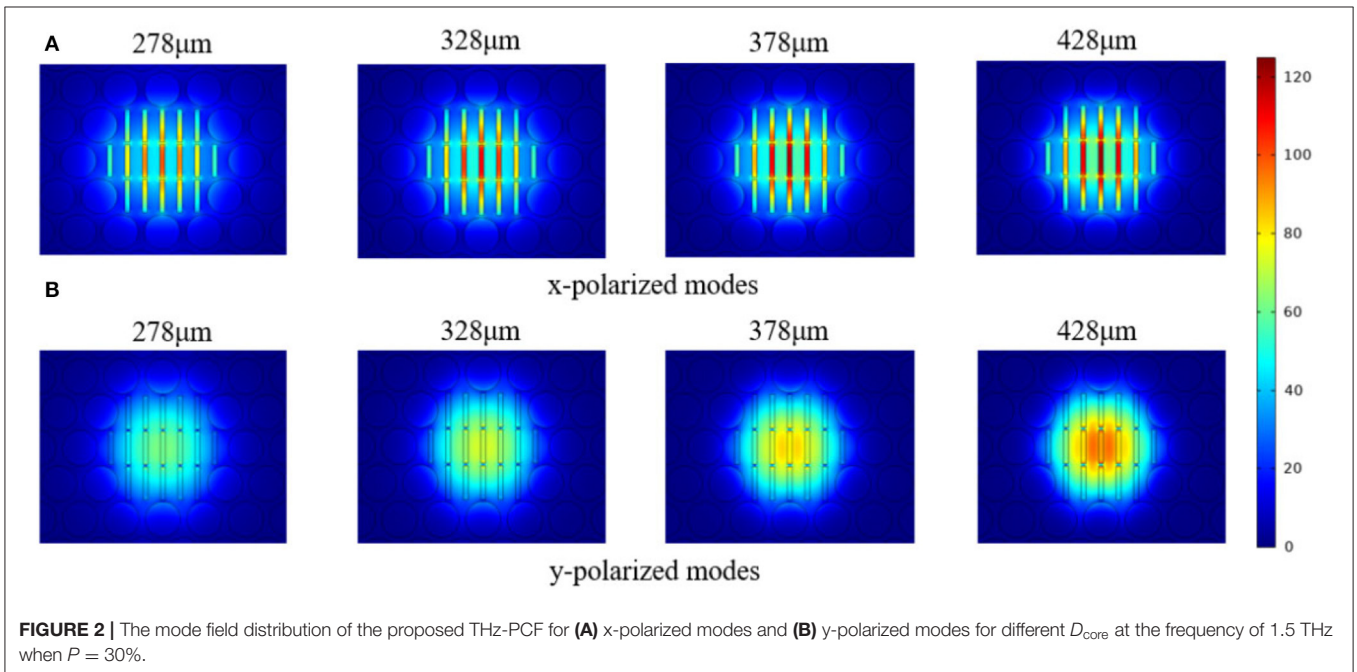 A
278μm 328μm 378μm 428μm
x-polarized modes
B
278μm 328μm 378μm 428μm
y-polarized modes
120
100
80
60
40
20
0
FIGURE 2 | The mode field distribution of the proposed THz-PCF for (A) x-polarized modes and (B) y-polarized modes for different Dcore at the frequency of 1.5 THz
when P = 30%.